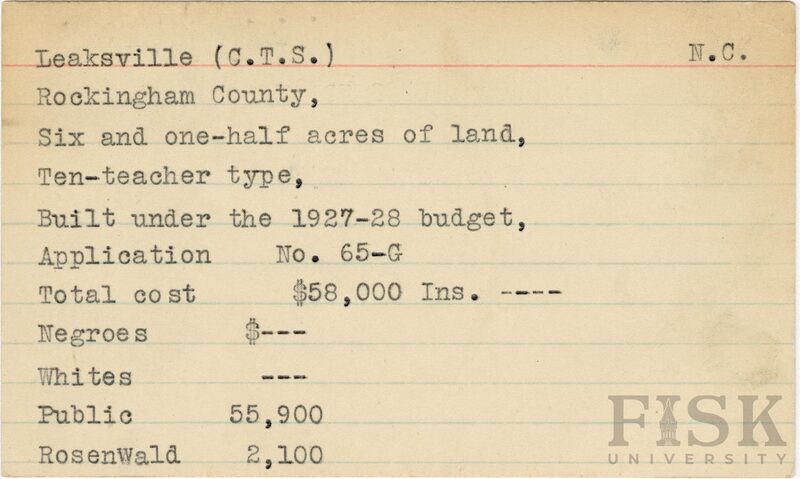 Leaksville (C.T.S.) N.C.
Rockingham County,
Six and one-half acres of land,
Ten-teacher type,
Built under the 1927-28 budget,
Application No. 65-G
Total cost $58,000 Ins. ----
Negroes $---
Whites ---
Public 55,900
RosenWald 2,100
FISK
UNIVERSITY